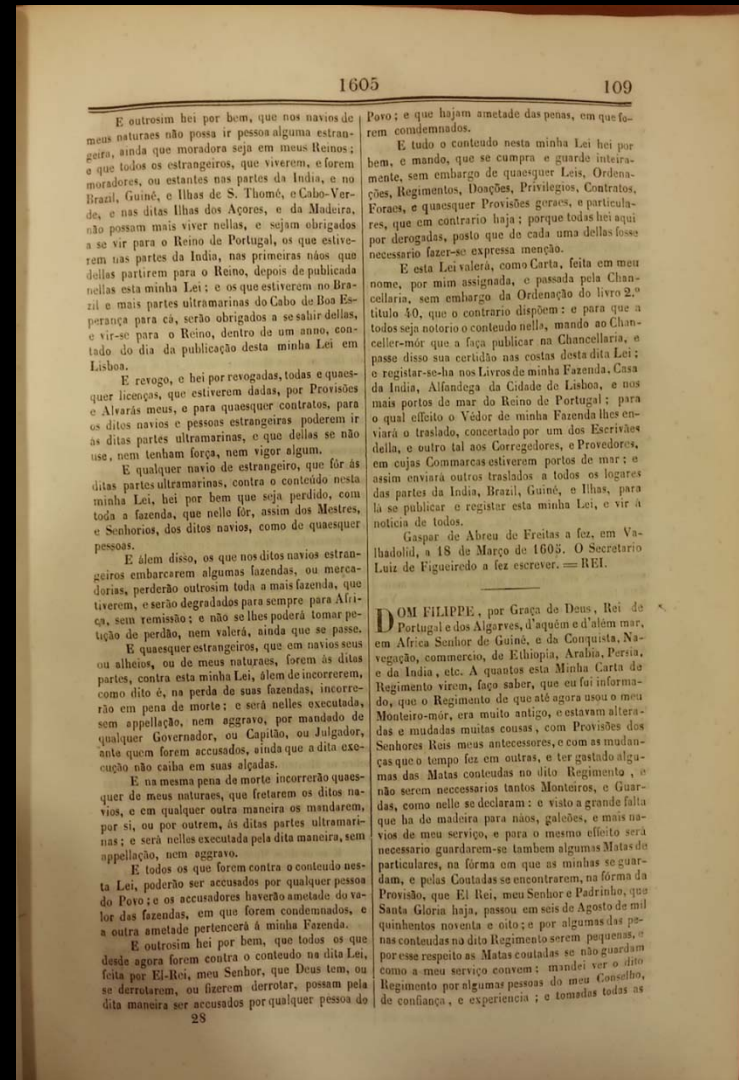 1605
109
E outrosim hei por bem, que nos navios de
meus naturaes não possa ir pessoa alguma estran-
geira, ainda que moradora seja em meus Reinos;
e que todos os estrangeiros, que viverem, e forem
moradores, ou estantes nas partes da India, e no
Brazil, Guiné, e Ilhas de S. Thomé, e Cabo-Ver-
de, e nas ditas Ilhas dos Açores, e da Madeira,
não possam mais viver nellas, e sejam obrigados
a se vir para o Reino de Portugal, os que estive-
rem nas partes da India, nas primeiras náos que
dellas partirem para o Reino, depois de publicada
nellas esta minha Lei; e os que estiverem no Bra-
zil e mais partes ultramarinas do Cabo de Boa Es-
perança para cá, serão obrigados a se sahir dellas,
e vir-se para o Reino, dentro de um anno, con-
tado do dia da publicação desta minha Lei em
Lisboa.
E revogo, e hei por revogadas, todas e quaes-
quer licenças, que estiverem dadas, por Provisões
e Alvarás meus, e para quaesquer contratos, para
os ditos navios e pessoas estrangeiras poderem ir
ás ditas partes ultramarinas, e que dellas se não
use, nem tenham força, nem vigor algum.
E qualquer navio de estrangeiro, que fôr ás
ditas partes ultramarinas, contra o conteúdo nesta
minha Lei, hei por bem que seja perdido, com
toda a fazenda, que nelle fôr, assim dos Mestres,
e Senhorios, dos ditos navios, como de quaesquer
pessoas.
E álem disso, os que nos ditos navios estran-
geiros embarcarem algumas fazendas, ou merca-
dorias, perderão outrosim toda a mais fazenda, que
tiverem, e serão degradados para sempre para Afri-
ca, sem remissão; e não se lhes poderá tomar pe-
tição de perdão, nem valerá, ainda que se passe.
E quaesquer estrangeiros, que em navios seus
ou alheios, ou de meus naturaes, forem ás ditas
partes, contra esta minha Lei, álem de incorrerem,
como dito é, na perda de suas fazendas, incorre-
rão em pena de morte; e será nelles executada,
sem appellação, nem aggravo, por mandado de
qualquer Governador, ou Capitão, ou Julgador,
ante quem forem accusados, ainda que a dita exe-
cução não caiba em suas alçadas.
E na mesma pena de morte incorrerão quaes-
quer de meus naturaes, que fretarem os ditos na-
vios, e em qualquer outra maneira os mandarem,
por si, ou por outrem, ás ditas partes ultramari-
nas; e será nelles executada pela dita maneira, sem
appellação, nem aggravo.
E todos os que forem contra o conteudo nes-
ta Lei, poderão ser accusados por qualquer pessoa
do Povo; e os accusadores haverão ametade do va-
lor das fazendas, em que forem condemnados, e
a outra ametade pertencerá á minha Fazenda.
E outrosim hei por bem, que todos os que
desde agora forem contra o conteudo na dita Lei,
feita por El-Rei, meu Senhor, que Deus tem, ou
se derrotarem, ou fizerem derrotar, possam pela
dita maneira ser accusados por qualquer pessoa do
28
Povo; e que hajam ametade das penas, em que fo-
rem comdemnados.
E tudo o conteudo nesta minha Lei hei por
bem, e mando, que se cumpra e guarde inteira-
mente, sem embargo de quaesquer Leis, Ordena-
ções, Regimentos, Doações, Privilegios, Contratos,
Foraes, e quaesquer Provisões geraes, e particula-
res, que em contrario haja; porque todas hei aqui
por derogadas, posto que de cada uma dellas fosse
necessario fazer-se expressa menção.
E esta Lei valerá, como Carta, feita em meu
nome, por mim assignada, e passada pela Chan-
cellaria, sem embargo da Ordenação do livro 2.º
titulo 40, que o contrario dispõem: e para que a
todos seja notorio o conteudo nella, mando ao Chan-
celler-mór que a faça publicar na Chancellaria, e
passe disso sua certidão nas costas desta dita Lei;
e registar-se-ha nos Livros de minha Fazenda, Casa
da India, Alfandega da Cidade de Lisboa, e nos
mais portos de mar do Reino de Portugal; para
o qual effeito o Védor de minha Fazenda lhes en-
viará o traslado, concertado por um dos Escrivães
della, e outro tal aos Corregedores, e Provedores,
em cujas Commarcas estiverem portos de mar; e
assim enviará outros traslados a todos os logares
das partes da India, Brazil, Guiné, e Ilhas, para
lá se publicar e registar esta minha Lei, e vir á
noticia de todos.
Gaspar de Abreu de Freitas a fez, em Va-
lhadolid, a 18 de Março de 1605. O Secretario
Luiz de Figueiredo a fez escrever. = REI.
DOM FILIPPE, por Graça de Deus, Rei de
Portugal e dos Algarves, d'aquém e d'além mar,
em Africa Senhor de Guiné, e da Conquista, Na-
vegação, commercio, de Ethiopia, Arabia, Persia,
e da India, etc. A quantos esta Minha Carta de
Regimento virem, faço saber, que eu fui informa-
do, que o Regimento de que até agora usou o meu
Monteiro-mór, era muito antigo, e estavam altera-
das e mudadas muitas cousas, com Provisões dos
Senhores Reis meus antecessores, e com as mudan-
ças que o tempo fez em outras, e ter gastado algu-
mas das Matas conteudas no dito Regimento, e
não serem neccessarios tantos Monteiros, e Guar-
das, como nelle se declaram: e visto a grande falta
que ha de madeira para náos, galeões, e mais na-
vios de meu serviço, e para o mesmo effeito será
necessario guardarem-se tambem algumas Matas de
particulares, na fórma em que as minhas se guar-
dam, e pelas Coutadas se encontrarem, na fórma da
Provisão, que El Rei, meu Senhor e Padrinho, que
Santa Gloria haja, passou em seis de Agosto de mil
quinhentos noventa e oito; e por algumas das pe-
nas conteudas no dito Regimento serem pequenas, e
por esse respeito as Matas coutadas se não guardam
como a meu serviço convem: mandei ver o dito
Regimento por algumas pessoas do meu Conselho,
de confiança, e experiencia; e tomadas todas as